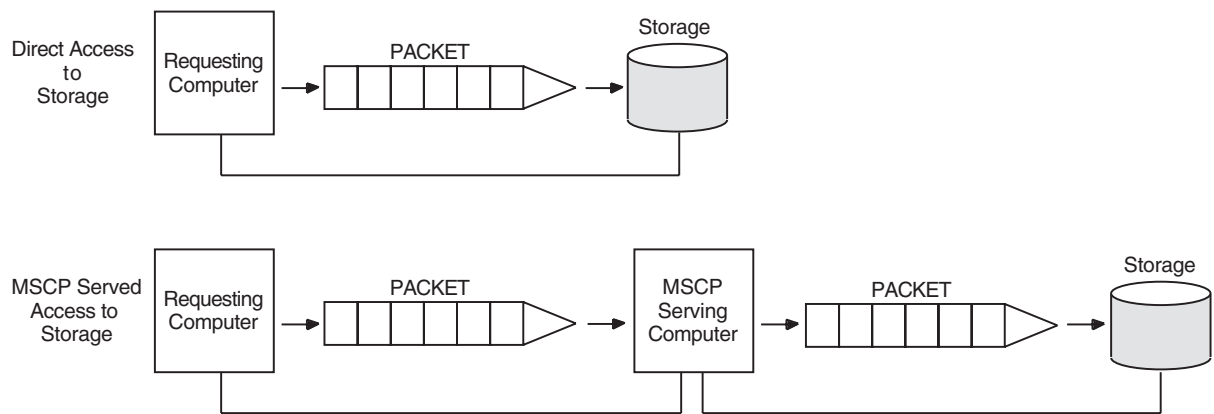 Direct Access
to
Storage
Requesting
Computer
PACKET
Storage
MSCP Served
Access to
Storage
Requesting
Computer
PACKET
MSCP
Serving
Computer
PACKET
Storage